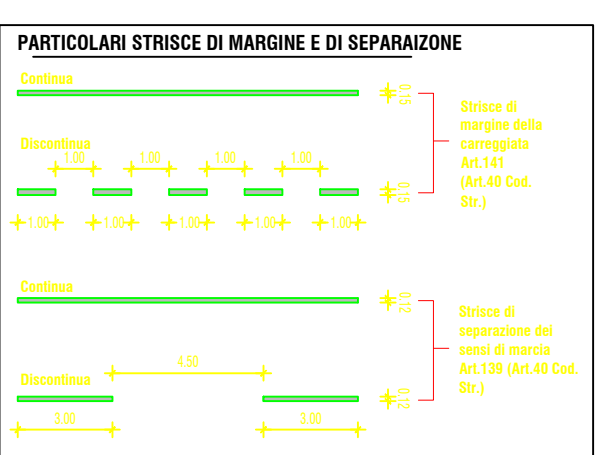 PARTICOLARI STRISCE DI MARGINE E DI SEPARAIZONE
Continua
0.15
Strisce di
margine della
carreggiata
Art.141
(Art.40 Cod.
Str.)
Discontinua
1.00 1.00 1.00 1.00
0.15
1.00 1.00 1.00 1.00 1.00
Continua
0.12
Strisce di
separazione dei
sensi di marcia
Art.139 (Art.40 Cod.
Str.)
4.50
Discontinua
0.12
3.00 3.00